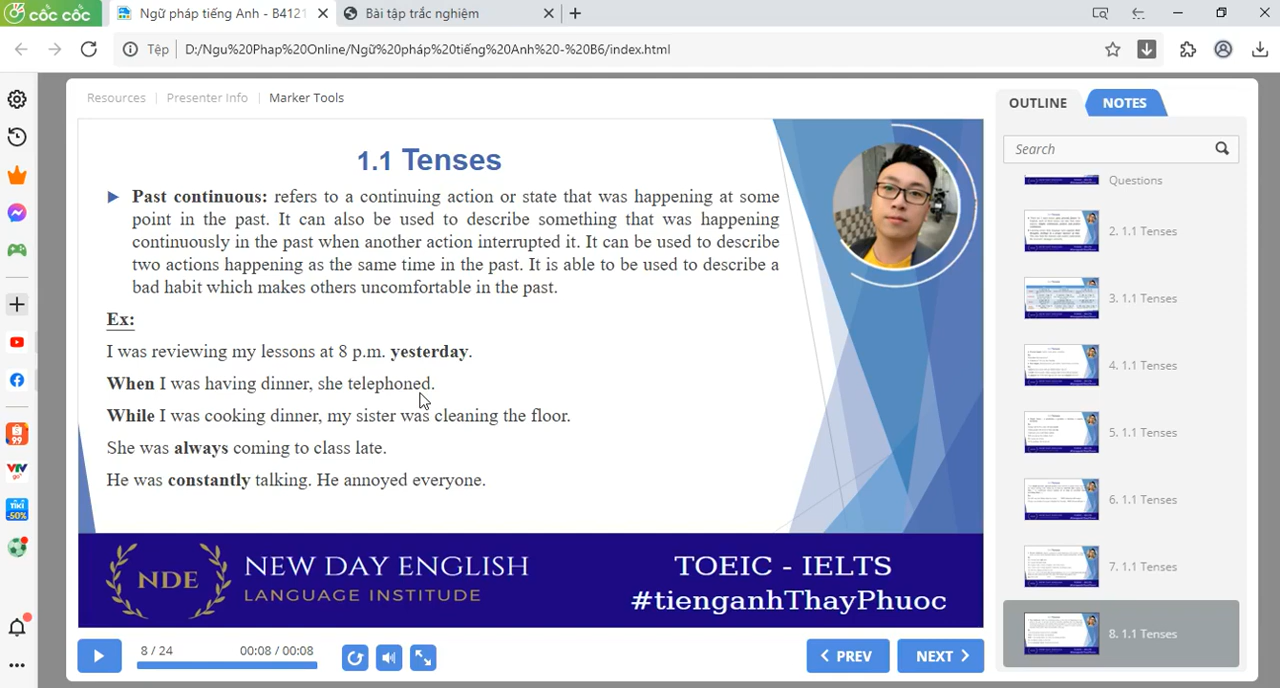 cốc cốc
Ngữ pháp tiếng Anh - B4121
Bài tập trắc nghiệm
Tệp
D:/Ngu%20Phap%20Online/Ngữ%20pháp%20tiếng%20Anh%20-%20B6/index.html
Resources
Presenter Info
Marker Tools
1.1 Tenses
Past continuous: refers to a continuing action or state that was happening at some
point in the past. It can also be used to describe something that was happening
continuously in the past when another action interrupted it. It can be used to describe
two actions happening as the same time in the past. It is able to be used to describe a
bad habit which makes others uncomfortable in the past.
Ex:
I was reviewing my lessons at 8 p.m. yesterday.
When I was having dinner, she telephoned.
While I was cooking dinner, my sister was cleaning the floor.
She was always coming to class late.
He was constantly talking. He annoyed everyone.
NDE
NEW DAY ENGLISH
LANGUAGE INSTITUDE
TOEIC - IELTS
#tienganhThayPhuoc
8 / 24
00:08 / 00:08
PREV
NEXT
OUTLINE
NOTES
Search
Questions
2. 1.1 Tenses
3. 1.1 Tenses
4. 1.1 Tenses
5. 1.1 Tenses
6. 1.1 Tenses
7. 1.1 Tenses
8. 1.1 Tenses